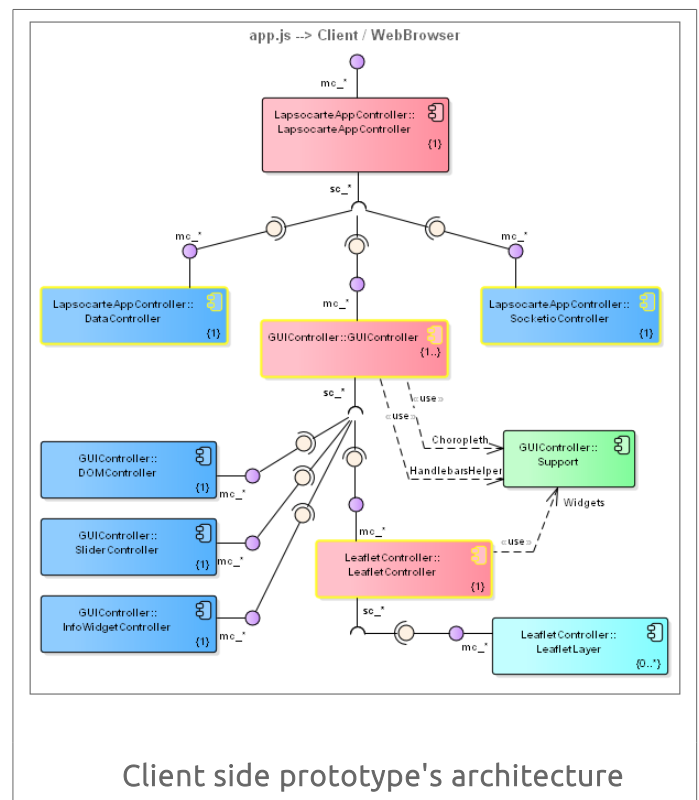 app.js --> Client / WebBrowser
mc_*
LapsocarteAppController::
LapsocarteAppController
{1}
sc_*
mc_*
mc_*
LapsocarteAppController::
DataController
{1}
mc_*
LapsocarteAppController::
SocketioController
{1}
GUIController::GUIController
{1..}
sc_*
«use»
«use»
Choropleth
HandlebarsHelper
GUIController::
Support
Widgets
GUIController::
DOMController
{1}
mc_*
GUIController::
SliderController
{1}
mc_*
GUIController::
InfoWidgetController
{1}
mc_*
mc_*
«use»
LeafletController::
LeafletController
{1}
sc_*
mc_*
LeafletController::
LeafletLayer
{0..*}
Client side prototype's architecture